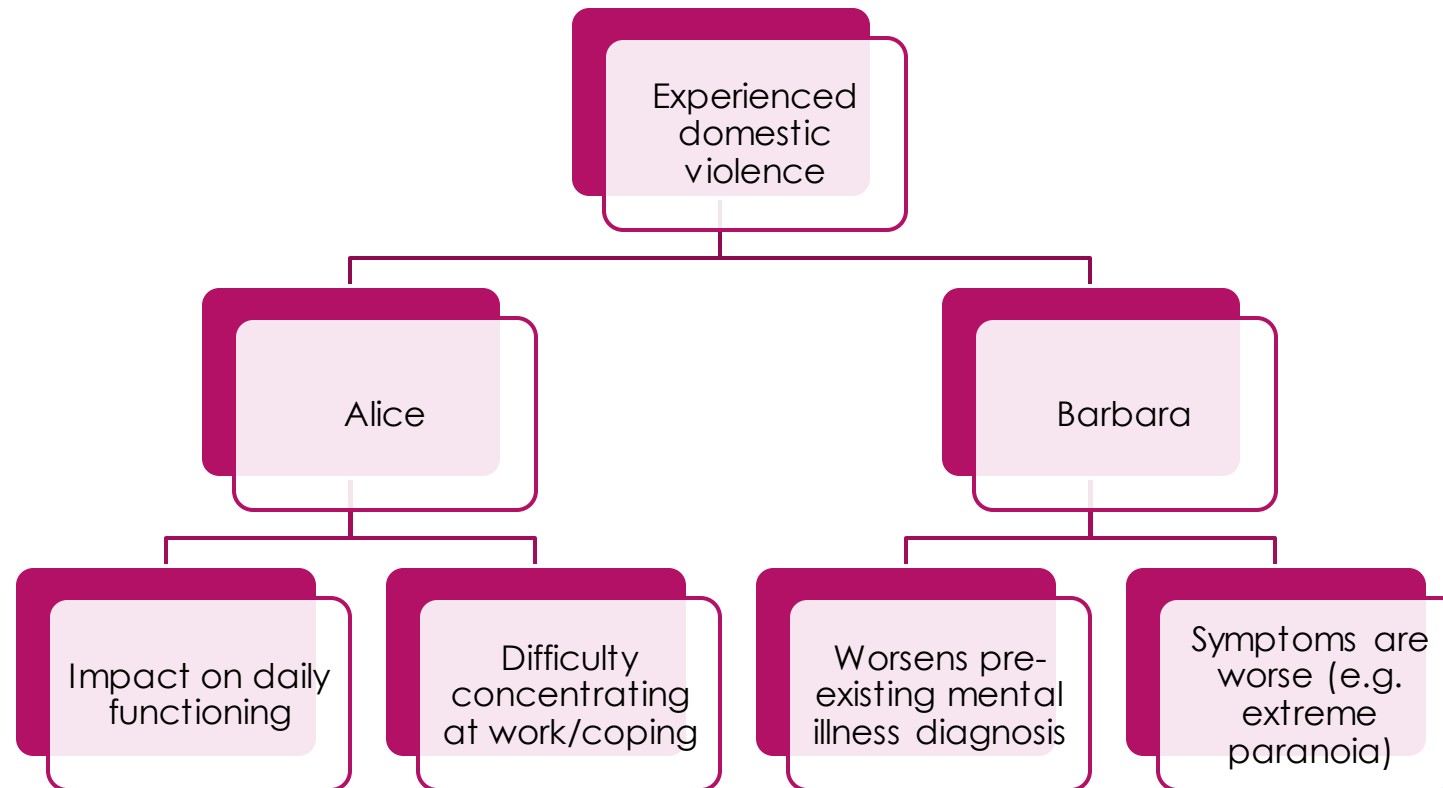 Experienced
domestic
violence
Alice
Barbara
Impact on daily
functioning
Difficulty
concentrating
at work/coping
Worsens pre-
existing mental
illness diagnosis
Symptoms are
worse (e.g.
extreme
paranoia)